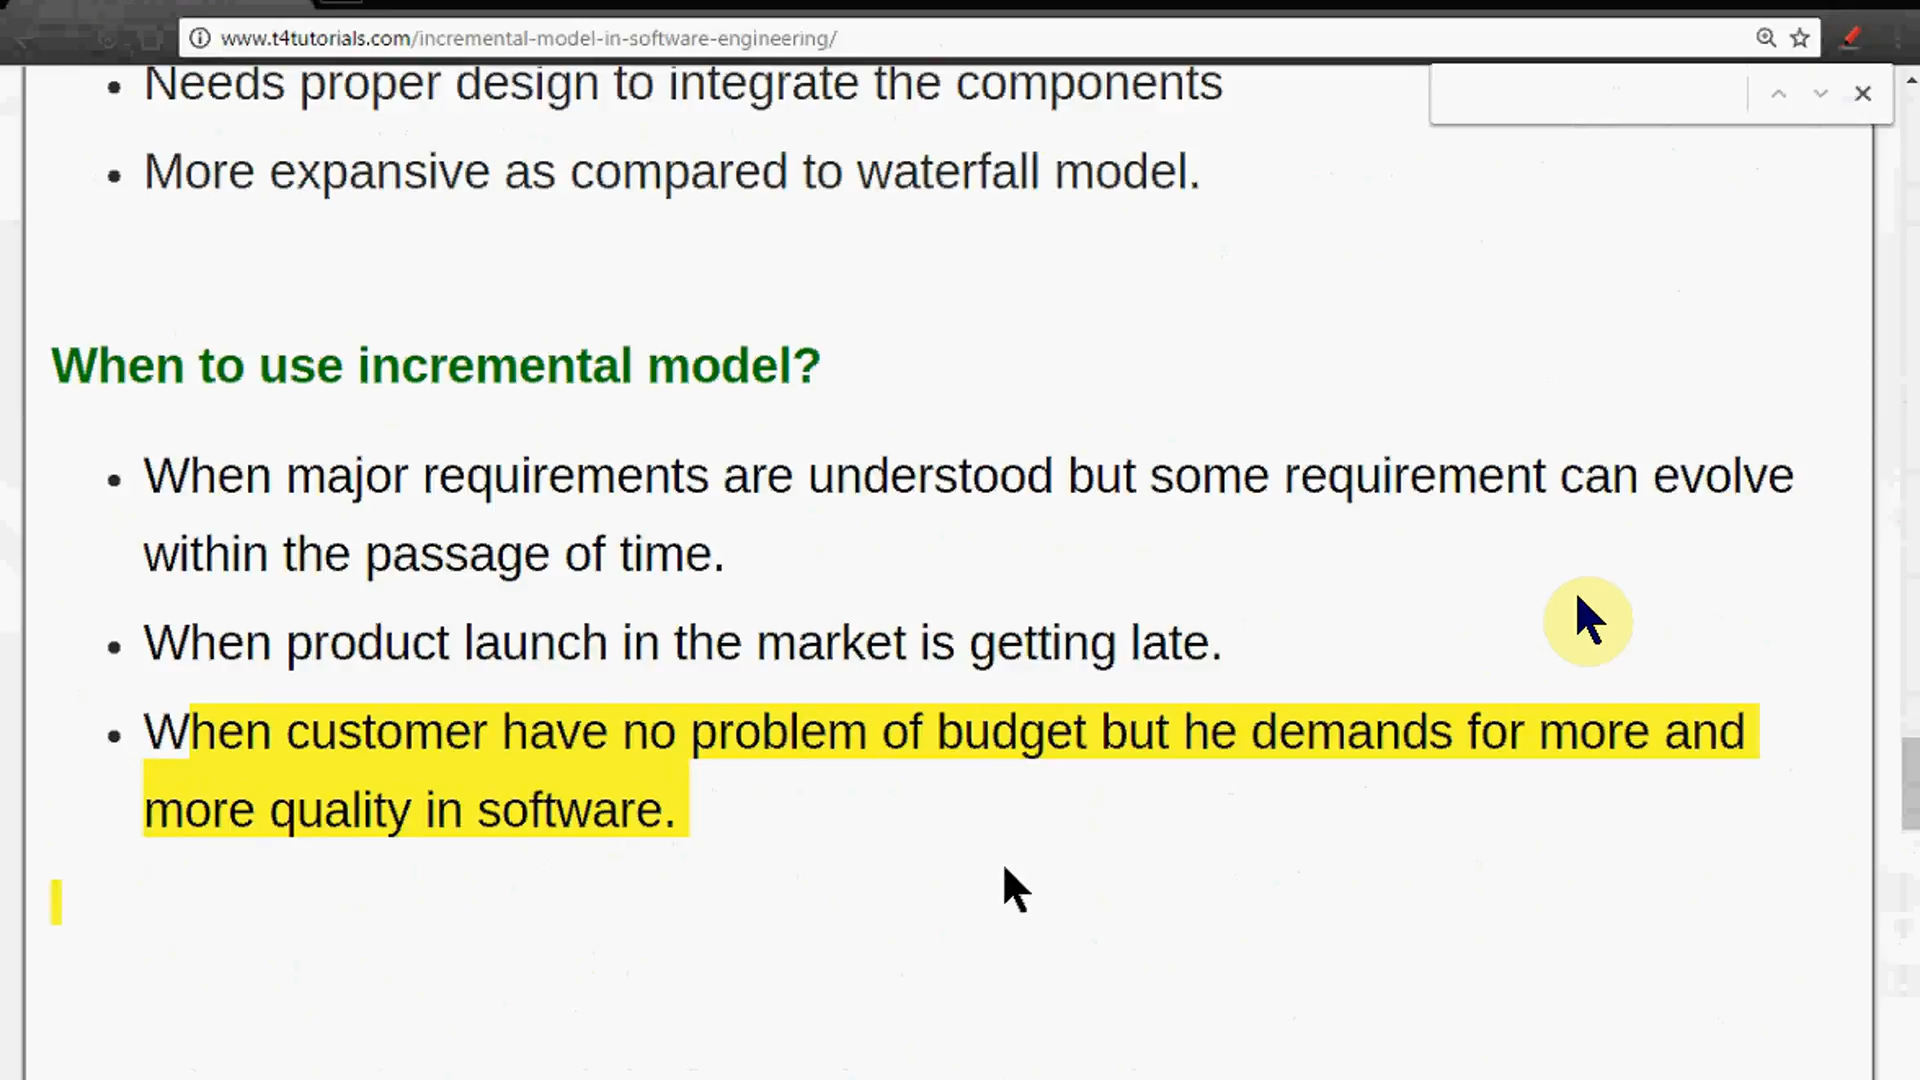 www.t4tutorials.com/incremental-model-in-software-engineering/
Needs proper design to integrate the components
More expansive as compared to waterfall model.
When to use incremental model?
When major requirements are understood but some requirement can evolve
within the passage of time.
When product launch in the market is getting late.
When customer have no problem of budget but he demands for more and
more quality in software.